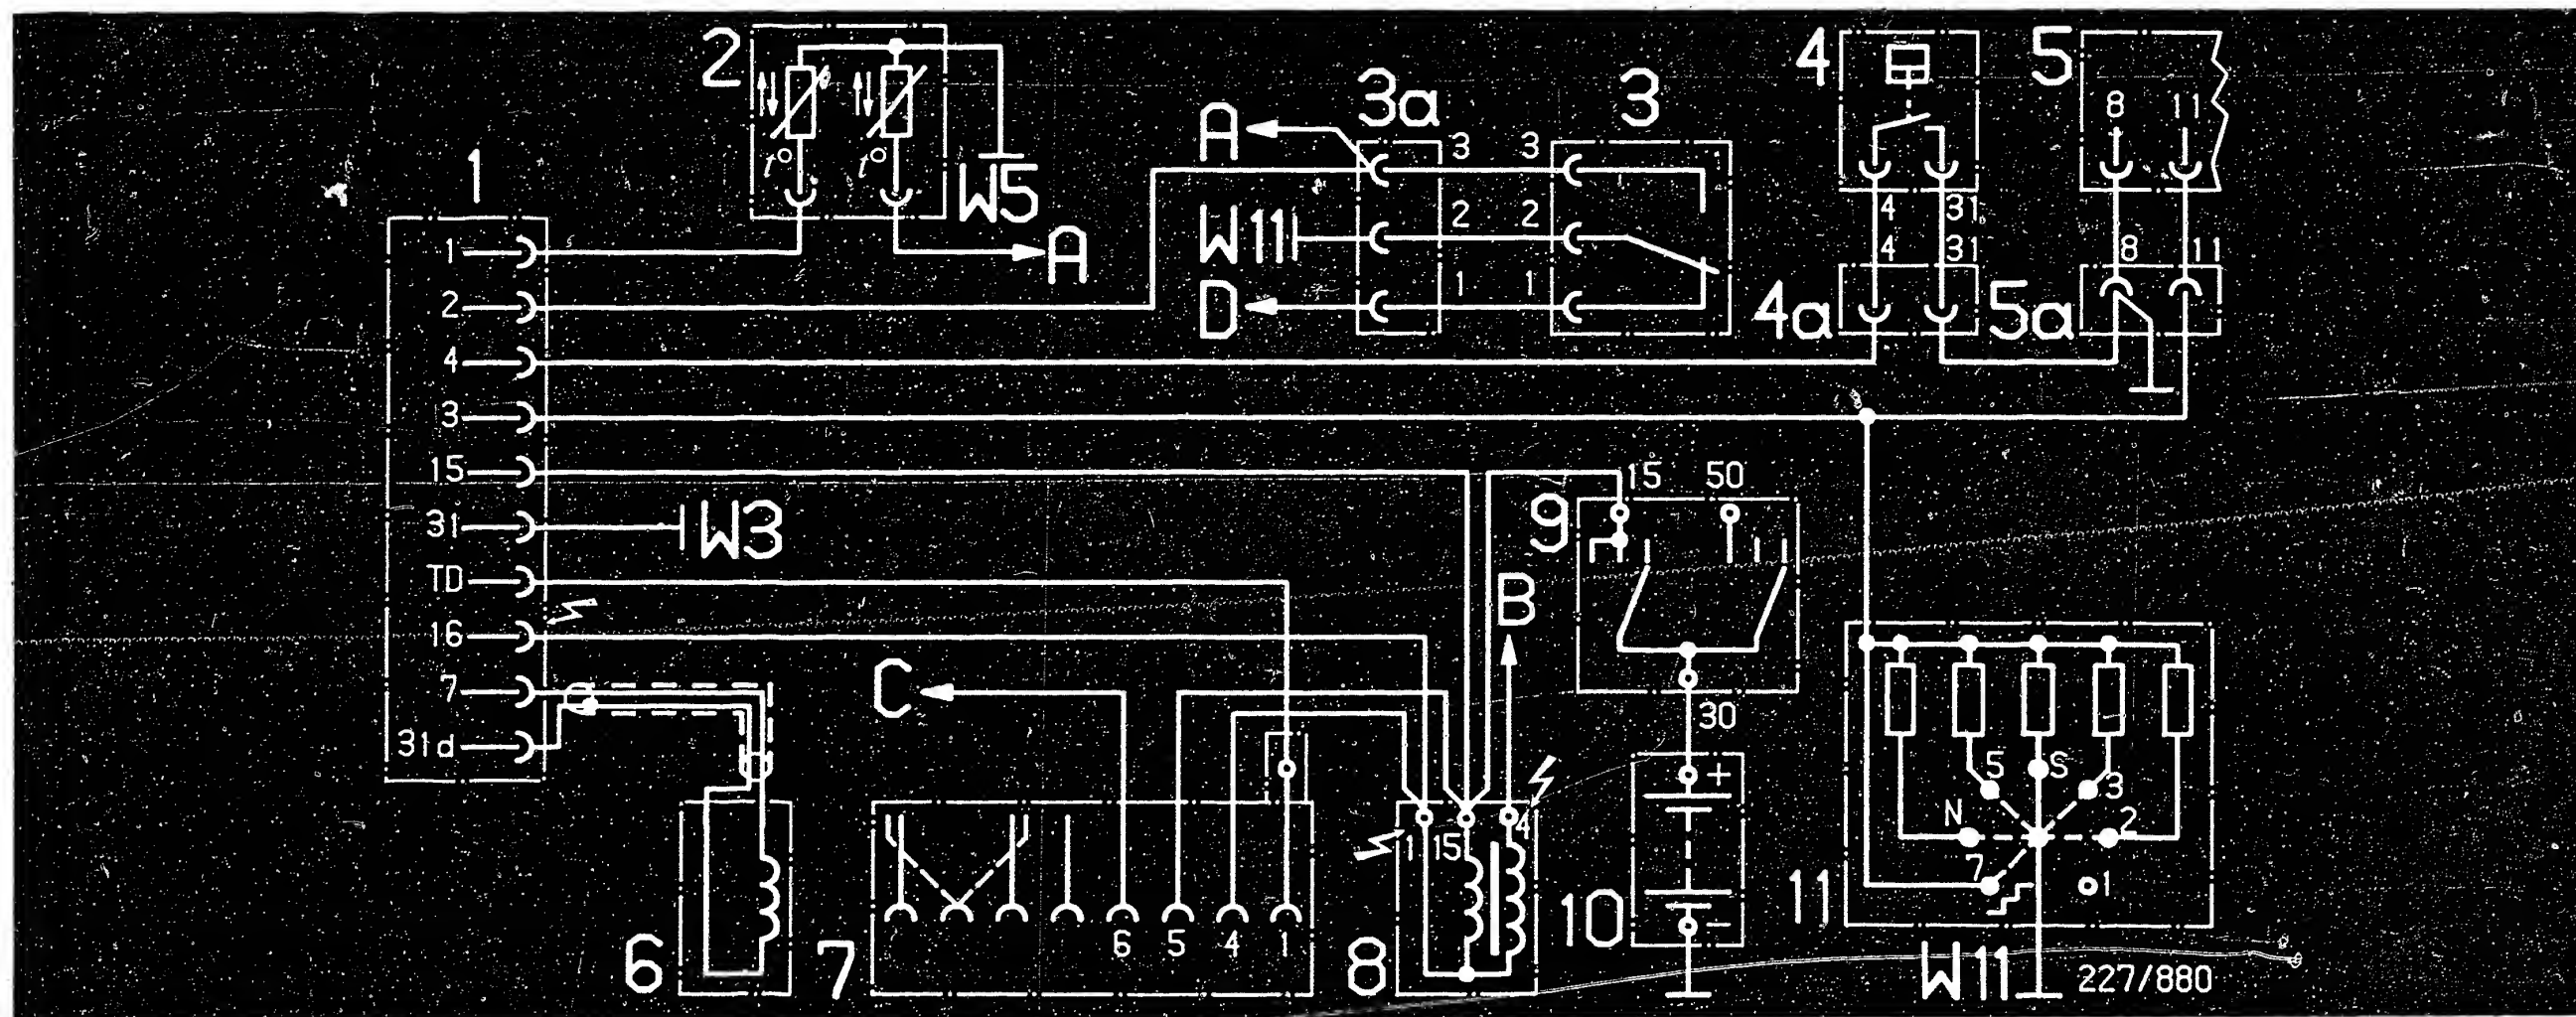 2 t° t° W5
A 3a 3
3 3
W11 2 2
D 1 1
A
4 4 31
4 31
4a
5 8 11
8 11
5a
1
1
2
4
3
15
31 W3
TD
16
7
31d
6
C
7 6 5 4 1
B
8 1 15 4
9 15 50
30
10 + -
11 N 5 S 3 2 7 1
W11 227/880